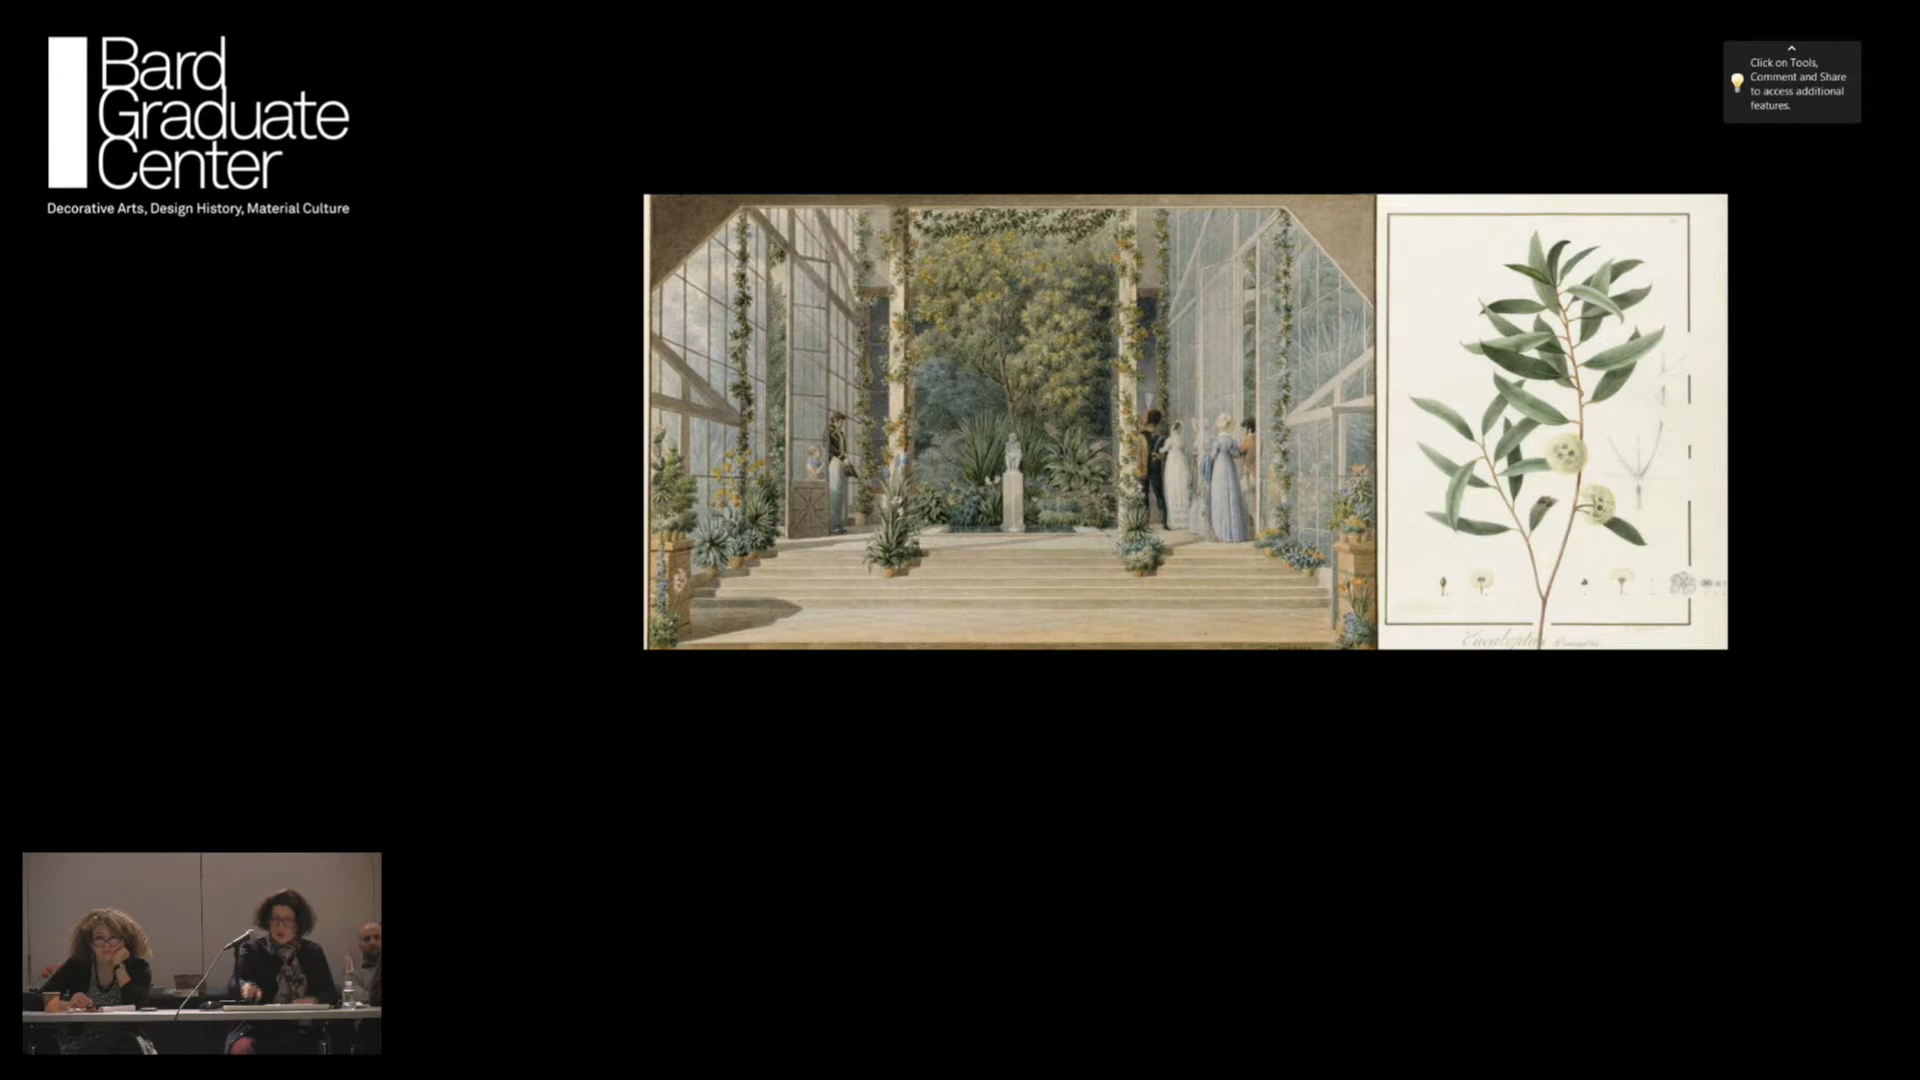 Bard
Graduate
Center
Decorative Arts, Design History, Material Culture
Click on Tools,
Comment and Share
to access additional
features.
Eucalyptus